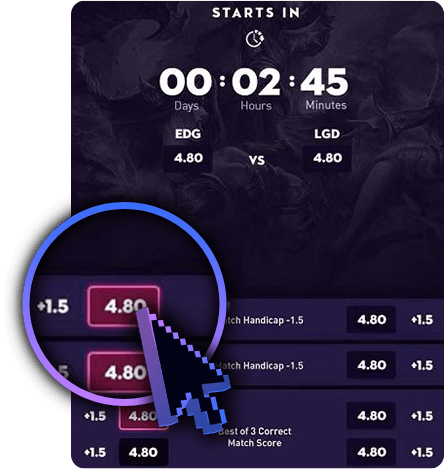 STARTS IN
00 : 02 : 45
Days Hours Minutes
EDG LGD
4.80 VS 4.80
+1.5 4.80 Match Handicap -1.5 4.80 +1.5
4.80 Match Handicap -1.5 4.80 +1.5
+1.5 4.80 Best of 3 Correct 4.80 +1.5
Match Score
+1.5 4.80 4.80 +1.5